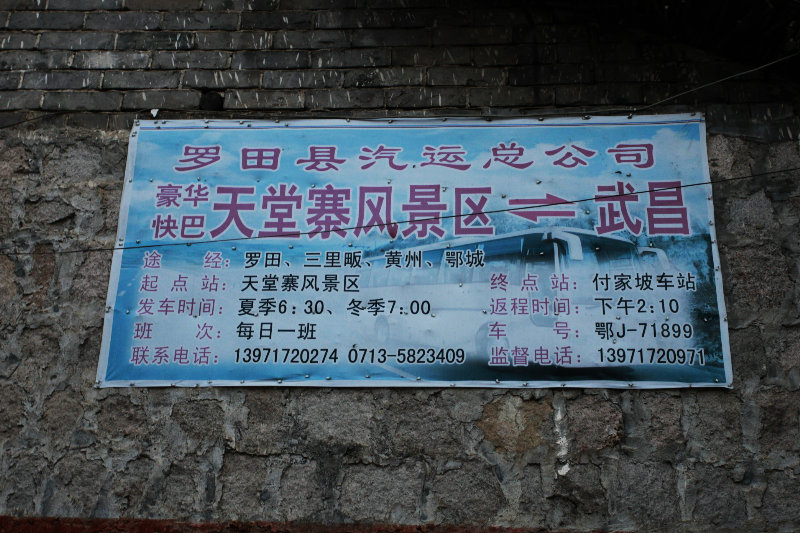 罗田县汽运总公司
豪华快巴 天堂寨风景区 ⇌ 武昌
途 经：罗田、三里畈、黄州、鄂城
起点站：天堂寨风景区 终点站：付家坡车站
发车时间：夏季6:30、冬季7:00 返程时间：下午2:10
班 次：每日一班 车 号：鄂J-71899
联系电话：13971720274 0713-5823409 监督电话：13971720971